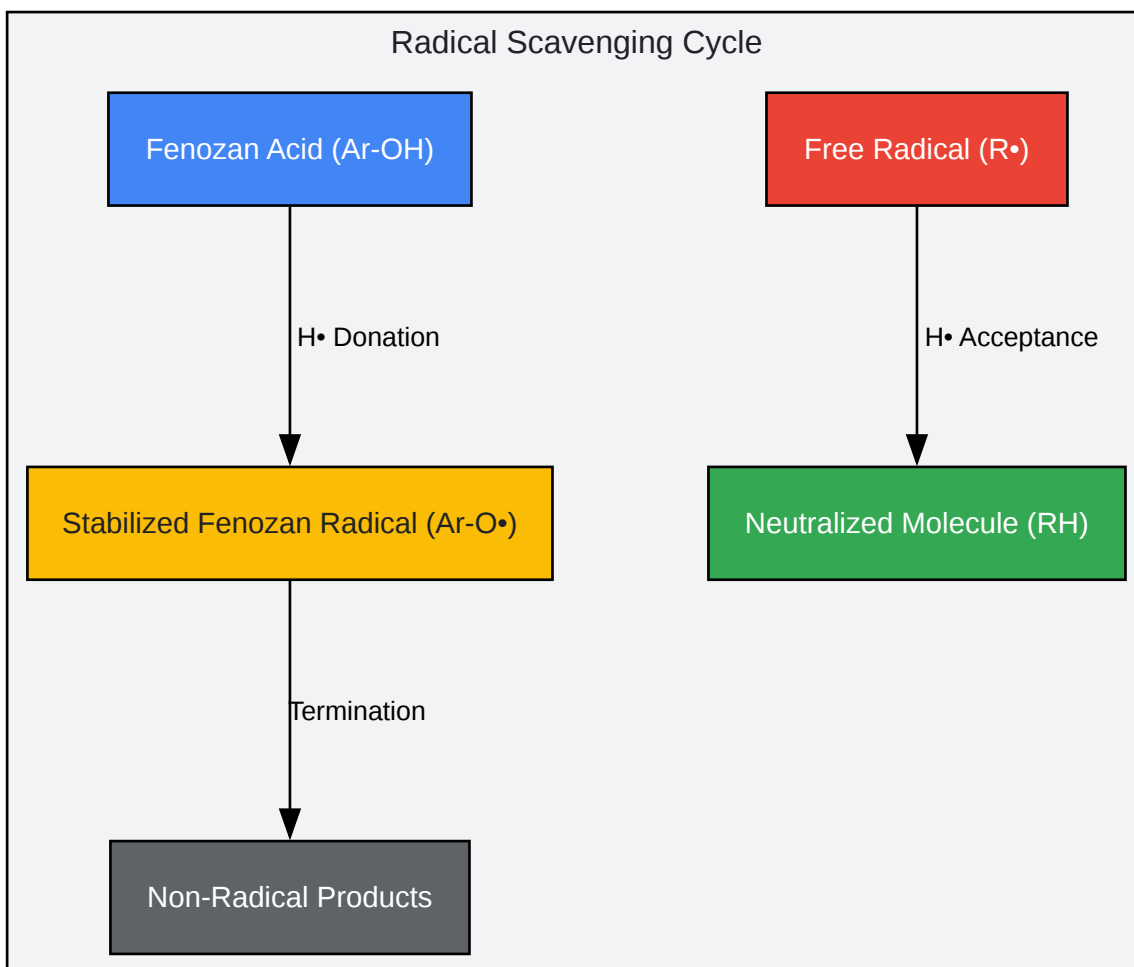 Radical Scavenging Cycle
Fenozan Acid (Ar-OH)
Free Radical (R•)
H• Donation
H• Acceptance
Stabilized Fenozan Radical (Ar-O•)
Neutralized Molecule (RH)
Termination
Non-Radical Products